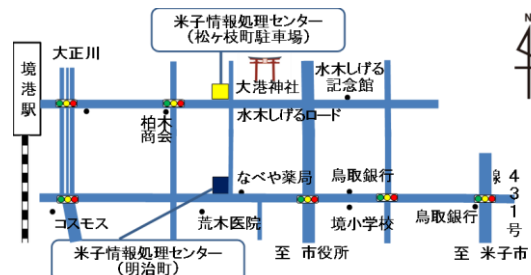 米子情報処理センター
（松ヶ枝町駐車場）
N
大正川
境港駅
大港神社
水木しげる
記念館
柏木
商会
水木しげるロード
なべや薬局
鳥取銀行
線
431号
コスモス
荒木医院
境小学校
鳥取銀行
米子情報処理センター
（明治町）
至 市役所
至 米子市